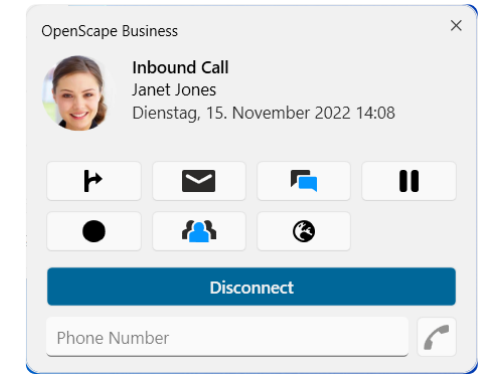 OpenScape Business
Inbound Call
Janet Jones
Dienstag, 15. November 2022 14:08
Disconnect
Phone Number